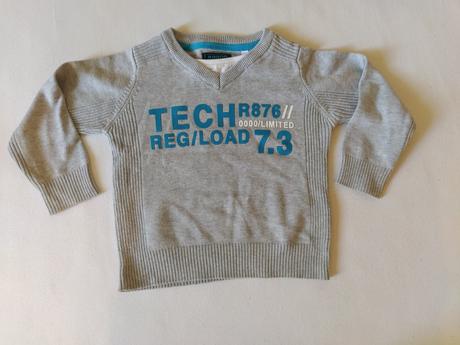 TECH R876//
0000/LIMITED
REG/LOAD 7.3